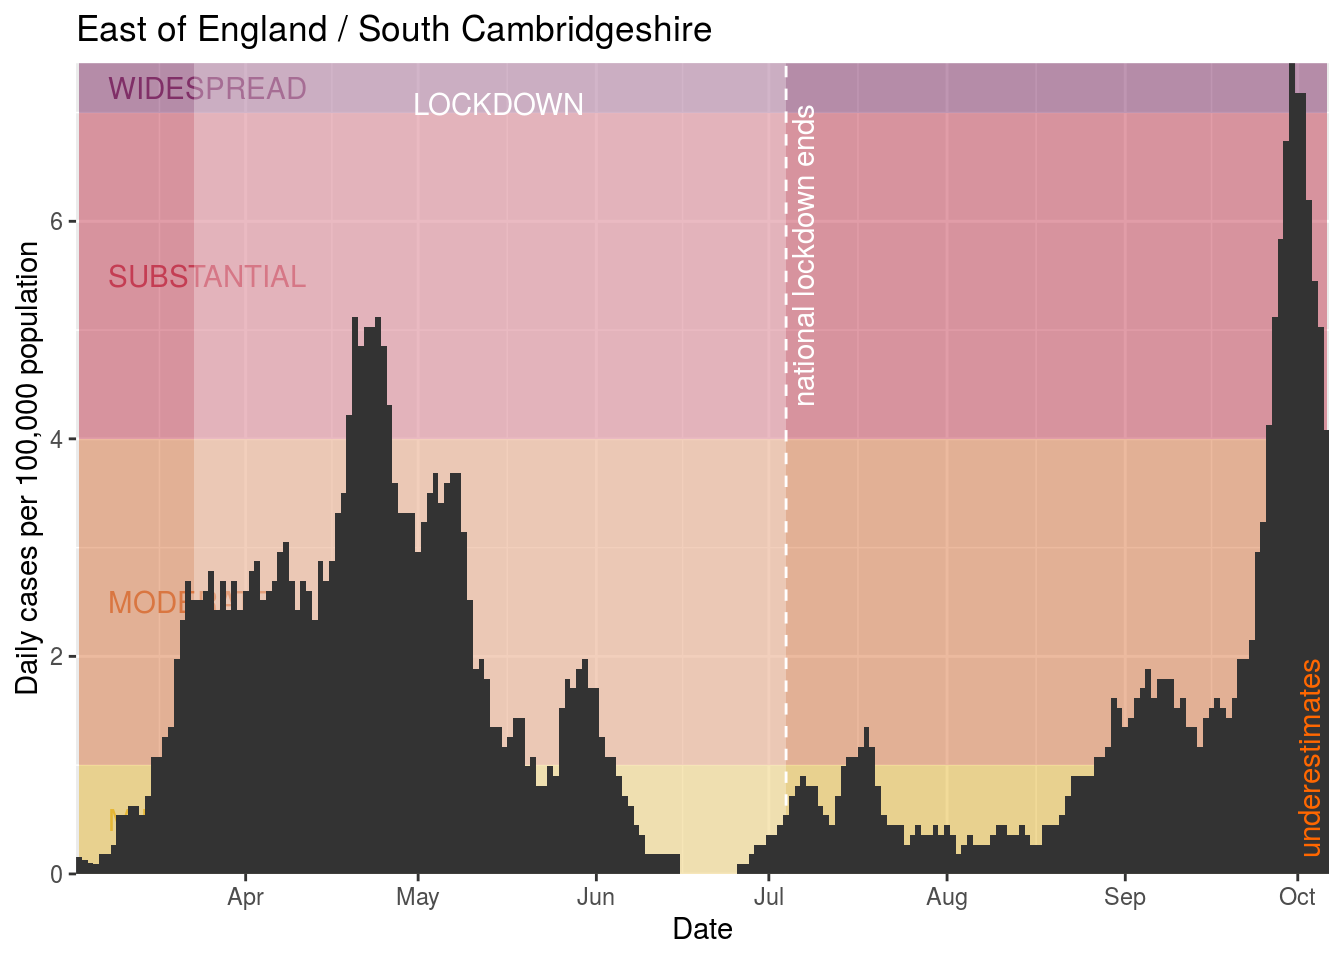 East of England / South Cambridgeshire
WIDESPREAD
LOCKDOWN
national lockdown ends
SUBSTANTIAL
underestimates
Daily cases per 100,000 population
6
4
2
0
Apr
May
Jun
Jul
Aug
Sep
Oct
Date